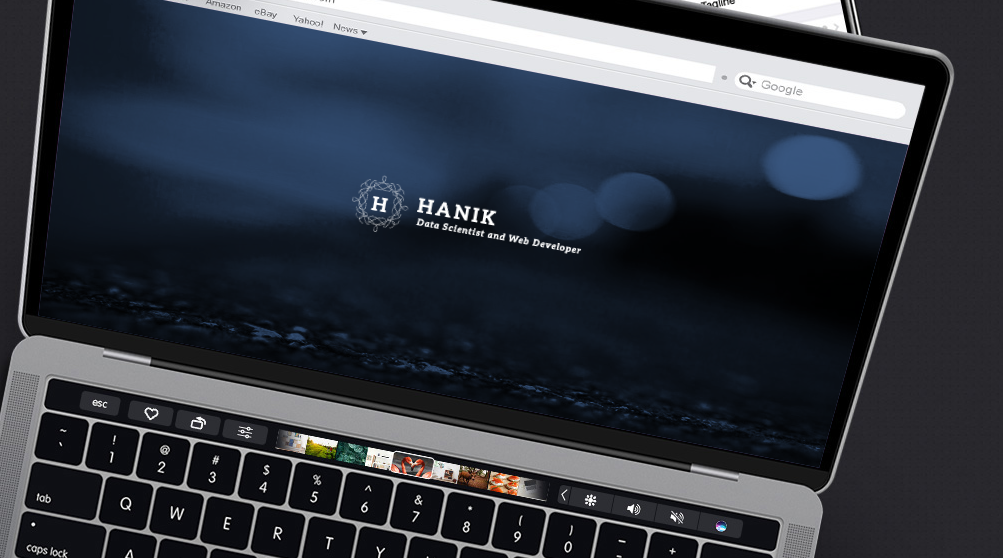 Tagline
Amazon eBay Yahoo! News
Google
H
HANIK
Data Scientist and Web Developer
esc
~ ! @ # $ % ^ & * ( ) _ +
` 1 2 3 4 5 6 7 8 9 0
tab Q W E R T Y
caps lock A